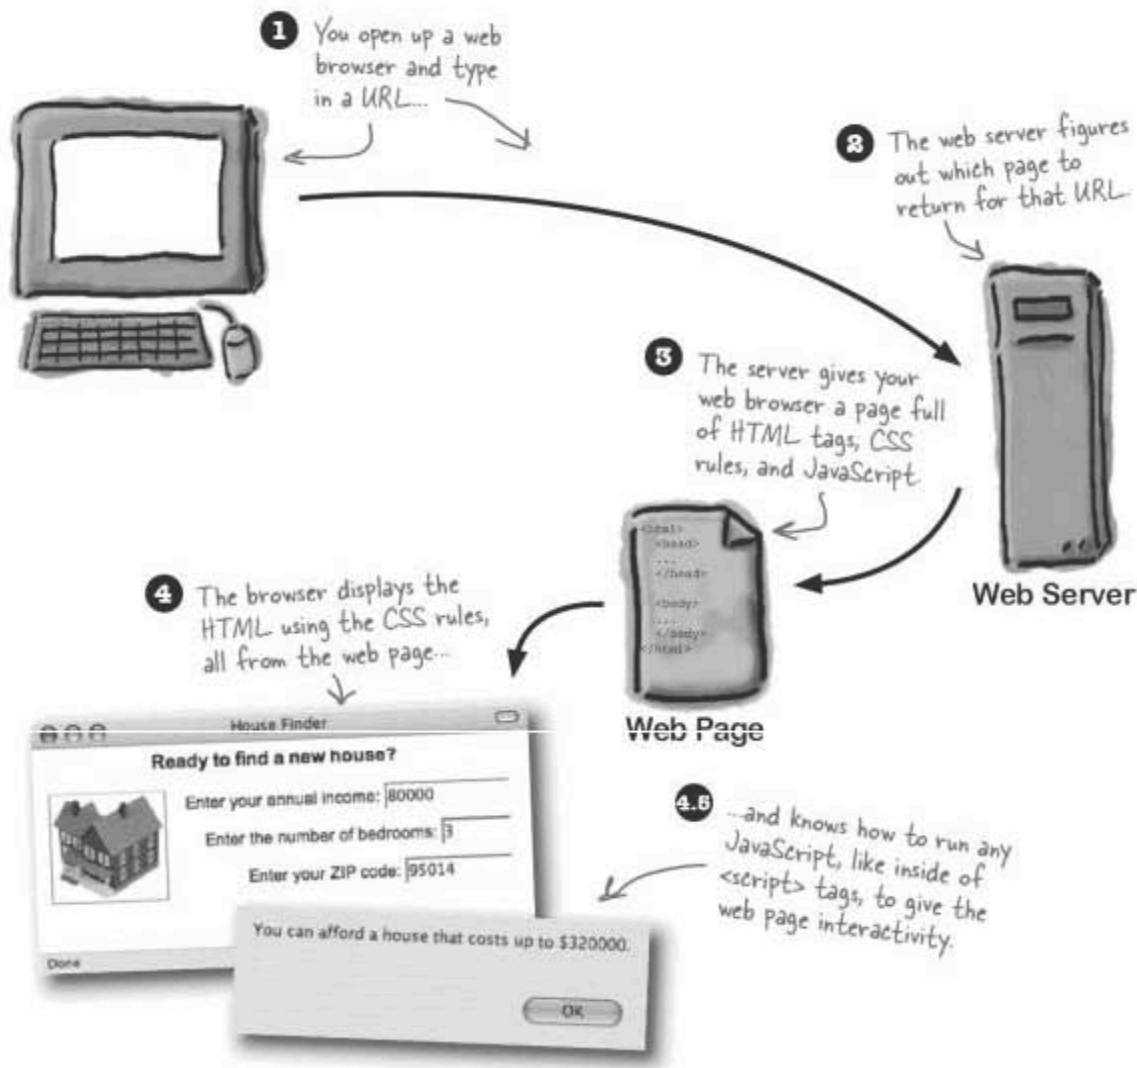 1
You open up a web
browser and type
in a URL...
2
The web server figures
out which page to
return for that URL.
3
The server gives your
web browser a page full
of HTML tags, CSS
rules, and JavaScript.
<html>
<head>
...
</head>
<body>
...
</body>
</html>
Web Server
Web Page
4
The browser displays the
HTML using the CSS rules,
all from the web page...
House Finder
Ready to find a new house?
Enter your annual income: 80000
Enter the number of bedrooms: 3
Enter your ZIP code: 95014
Done
You can afford a house that costs up to $320000.
OK
4.5
...and knows how to run any
JavaScript, like inside of
<script> tags, to give the
web page interactivity.